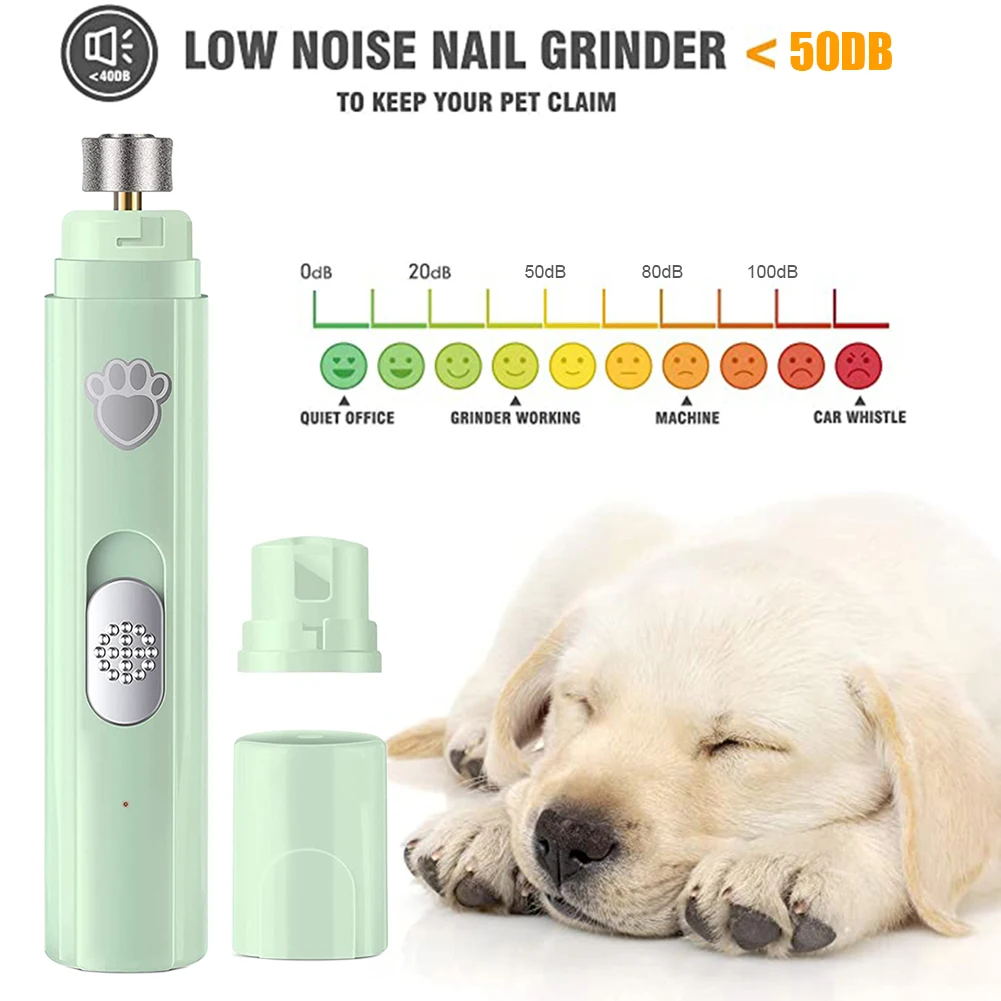 <40DB
LOW NOISE NAIL GRINDER < 50DB
TO KEEP YOUR PET CLAIM
0dB 20dB 50dB 80dB 100dB
QUIET OFFICE GRINDER WORKING MACHINE CAR WHISTLE